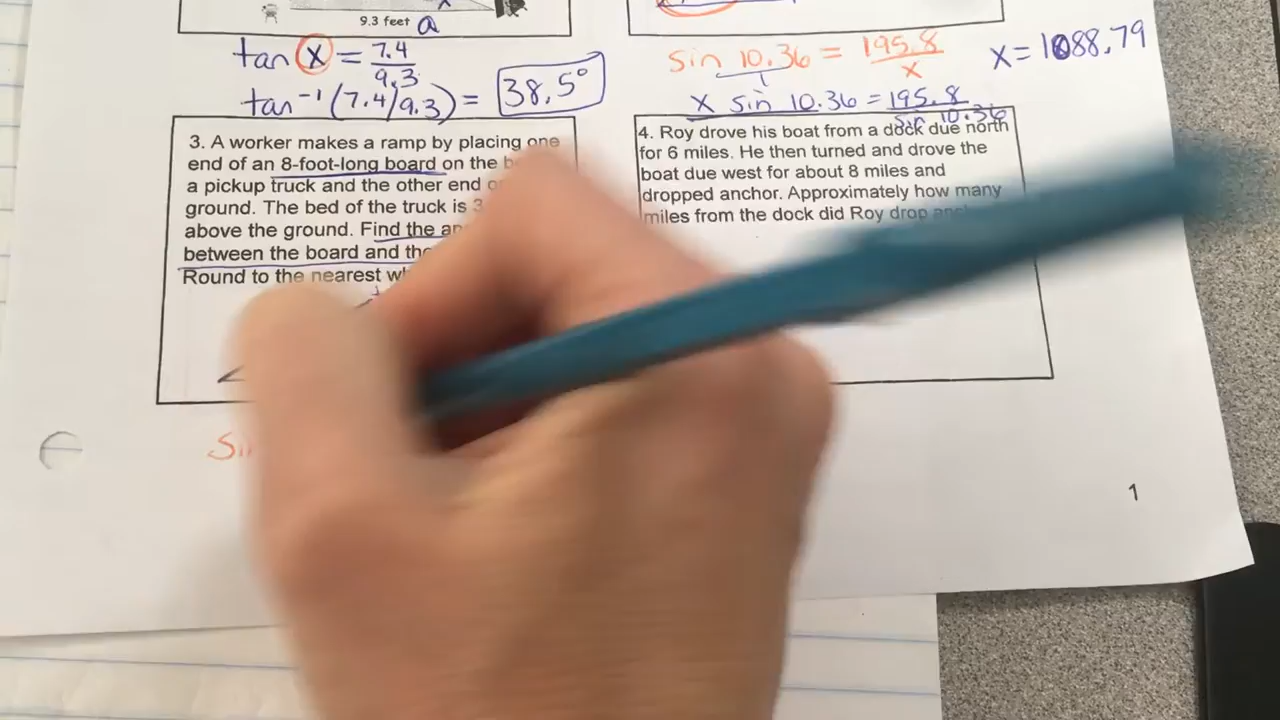 9.3 feet a
tan x = 7.4
9.3
tan⁻¹ (7.4/9.3) = 38.5°
sin 10.36 = 195.8
x
x sin 10.36 = 195.8
sin 10.36
x = 1088.79
3. A worker makes a ramp by placing one
end of an 8-foot-long board on the
a pickup truck and the other end
ground. The bed of the truck is 3
above the ground. Find the
between the board and the
Round to the nearest
4. Roy drove his boat from a dock due north
for 6 miles. He then turned and drove the
boat due west for about 8 miles and
dropped anchor. Approximately how many
miles from the dock did Roy drop
1